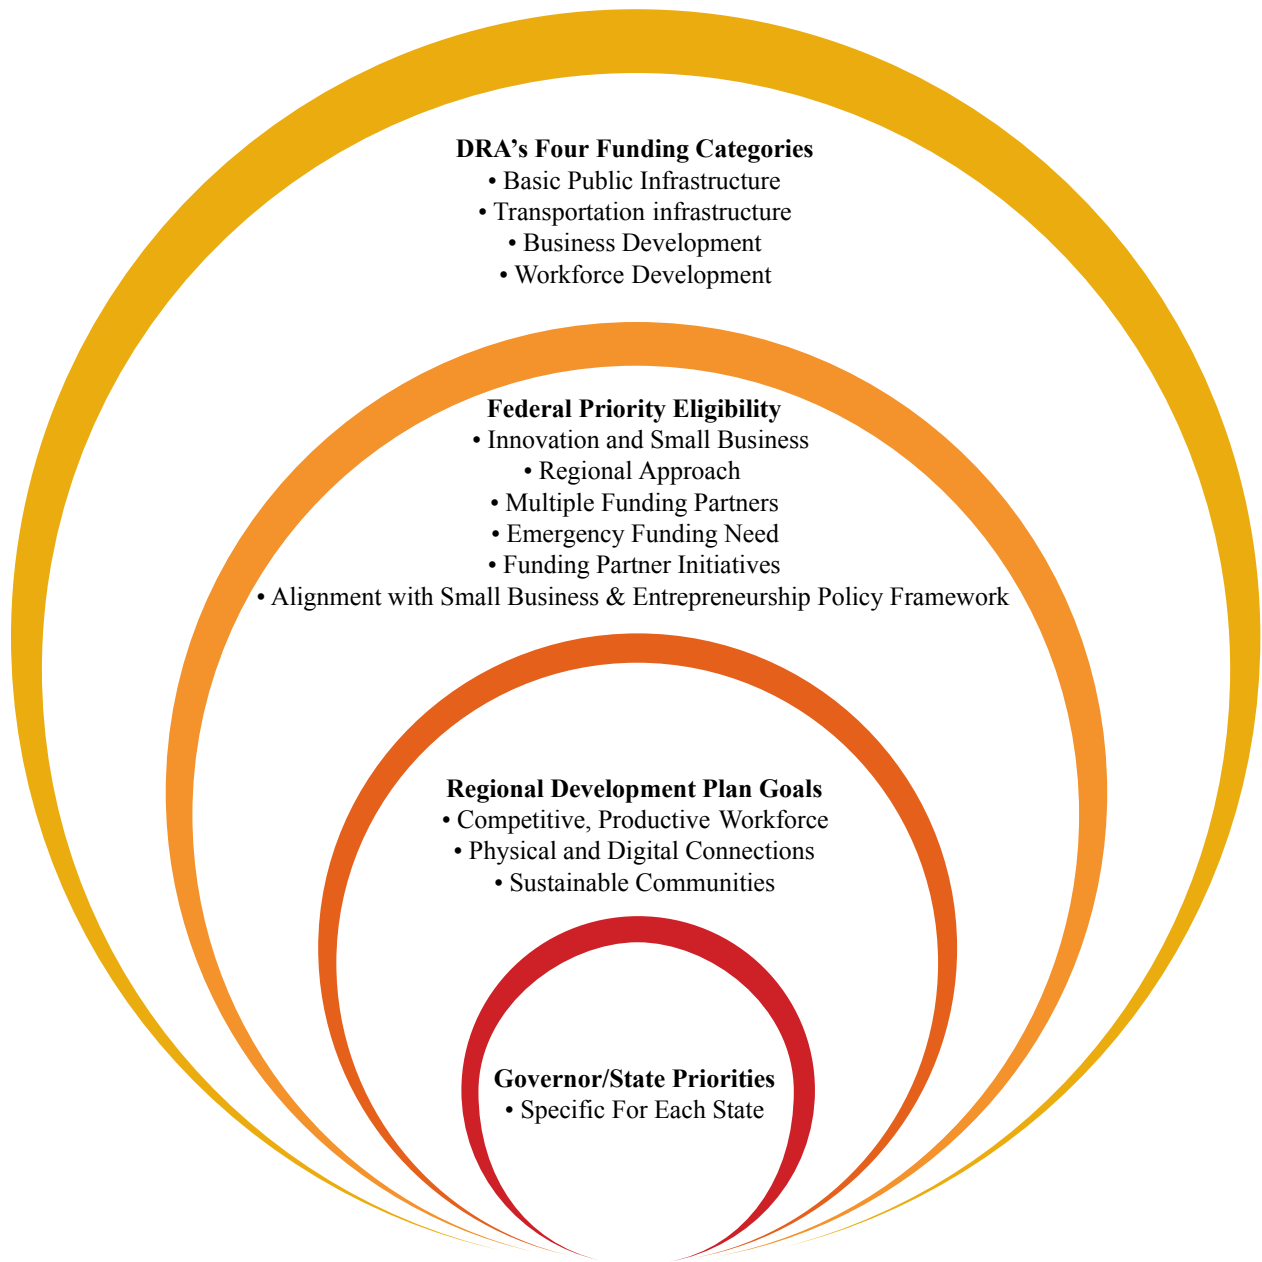 DRA’s Four Funding Categories
• Basic Public Infrastructure
• Transportation infrastructure
• Business Development
• Workforce Development
Federal Priority Eligibility
• Innovation and Small Business
• Regional Approach
• Multiple Funding Partners
• Emergency Funding Need
• Funding Partner Initiatives
• Alignment with Small Business & Entrepreneurship Policy Framework
Regional Development Plan Goals
• Competitive, Productive Workforce
• Physical and Digital Connections
• Sustainable Communities
Governor/State Priorities
• Specific For Each State